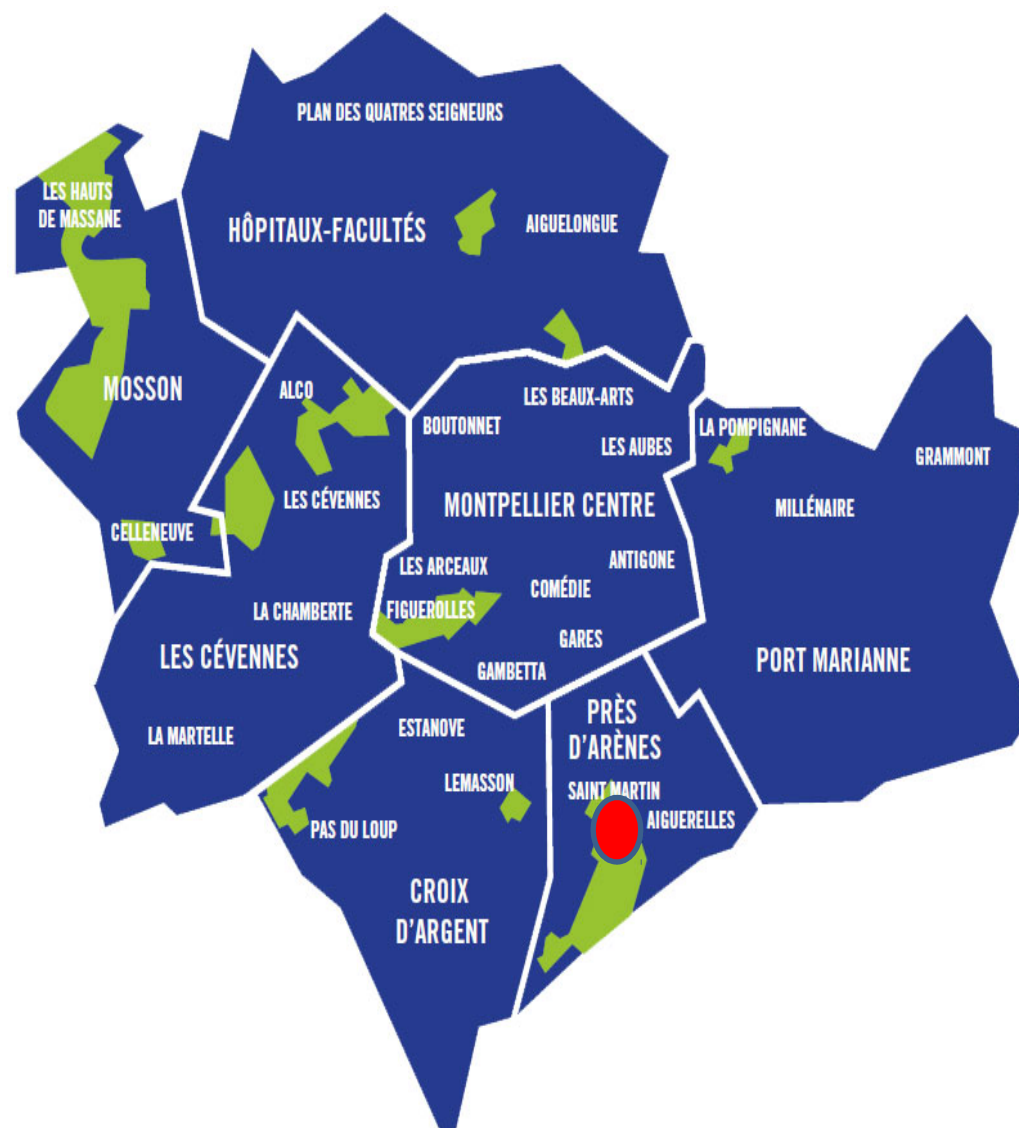 PLAN DES QUATRES SEIGNEURS
LES HAUTS
DE MASSANE
HÔPITAUX-FACULTÉS
AIGUELONGUE
MOSSON
ALCO
LES BEAUX-ARTS
BOUTONNET
LES AUBES
LA POMPIGNANE
GRAMMONT
LES CÉVENNES
MONTPELLIER CENTRE
MILLÉNAIRE
CELLENEUVE
LES ARCEAUX
ANTIGONE
COMÉDIE
LA CHAMBERTE
FIGUEROLLES
GARES
LES CÉVENNES
GAMBETTA
PORT MARIANNE
LA MARTELLE
ESTANOVE
PRÈS
D'ARÈNES
LEMASSON
SAINT MARTIN
AIGUERELLES
PAS DU LOUP
CROIX
D'ARGENT